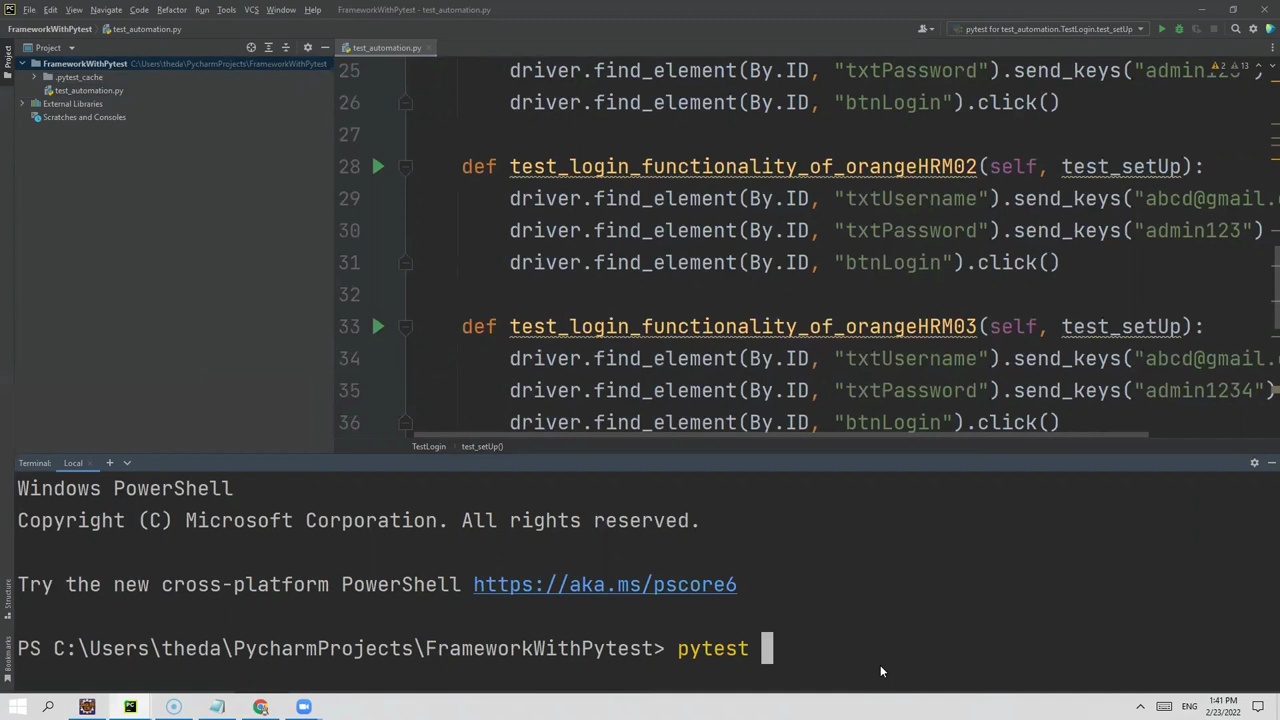 File Edit View Navigate Code Refactor Run Tools VCS Window Help FrameworkWithPytest - test_automation.py
FrameworkWithPytest test_automation.py pytest for test_automation.TestLogin.test_setUp
Project
Project
test_automation.py
FrameworkWithPytest C:\Users\theda\PycharmProjects\FrameworkWithPytest
.pytest_cache
test_automation.py
External Libraries
Scratches and Consoles
2 13
25 driver.find_element(By.ID, "txtPassword").send_keys("admin123"
26 driver.find_element(By.ID, "btnLogin").click()
27
28 def test_login_functionality_of_orangeHRM02(self, test_setUp):
29 driver.find_element(By.ID, "txtUsername").send_keys("abcd@gmail.
30 driver.find_element(By.ID, "txtPassword").send_keys("admin123")
31 driver.find_element(By.ID, "btnLogin").click()
32
33 def test_login_functionality_of_orangeHRM03(self, test_setUp):
34 driver.find_element(By.ID, "txtUsername").send_keys("abcd@gmail.
35 driver.find_element(By.ID, "txtPassword").send_keys("admin1234")
36 driver.find_element(By.ID, "btnLogin").click()
TestLogin test_setUp()
Terminal: Local
Windows PowerShell
Copyright (C) Microsoft Corporation. All rights reserved.
Try the new cross-platform PowerShell https://aka.ms/pscore6
PS C:\Users\theda\PycharmProjects\FrameworkWithPytest> pytest
Structure
Bookmarks
ENG
1:41 PM
2/23/2022